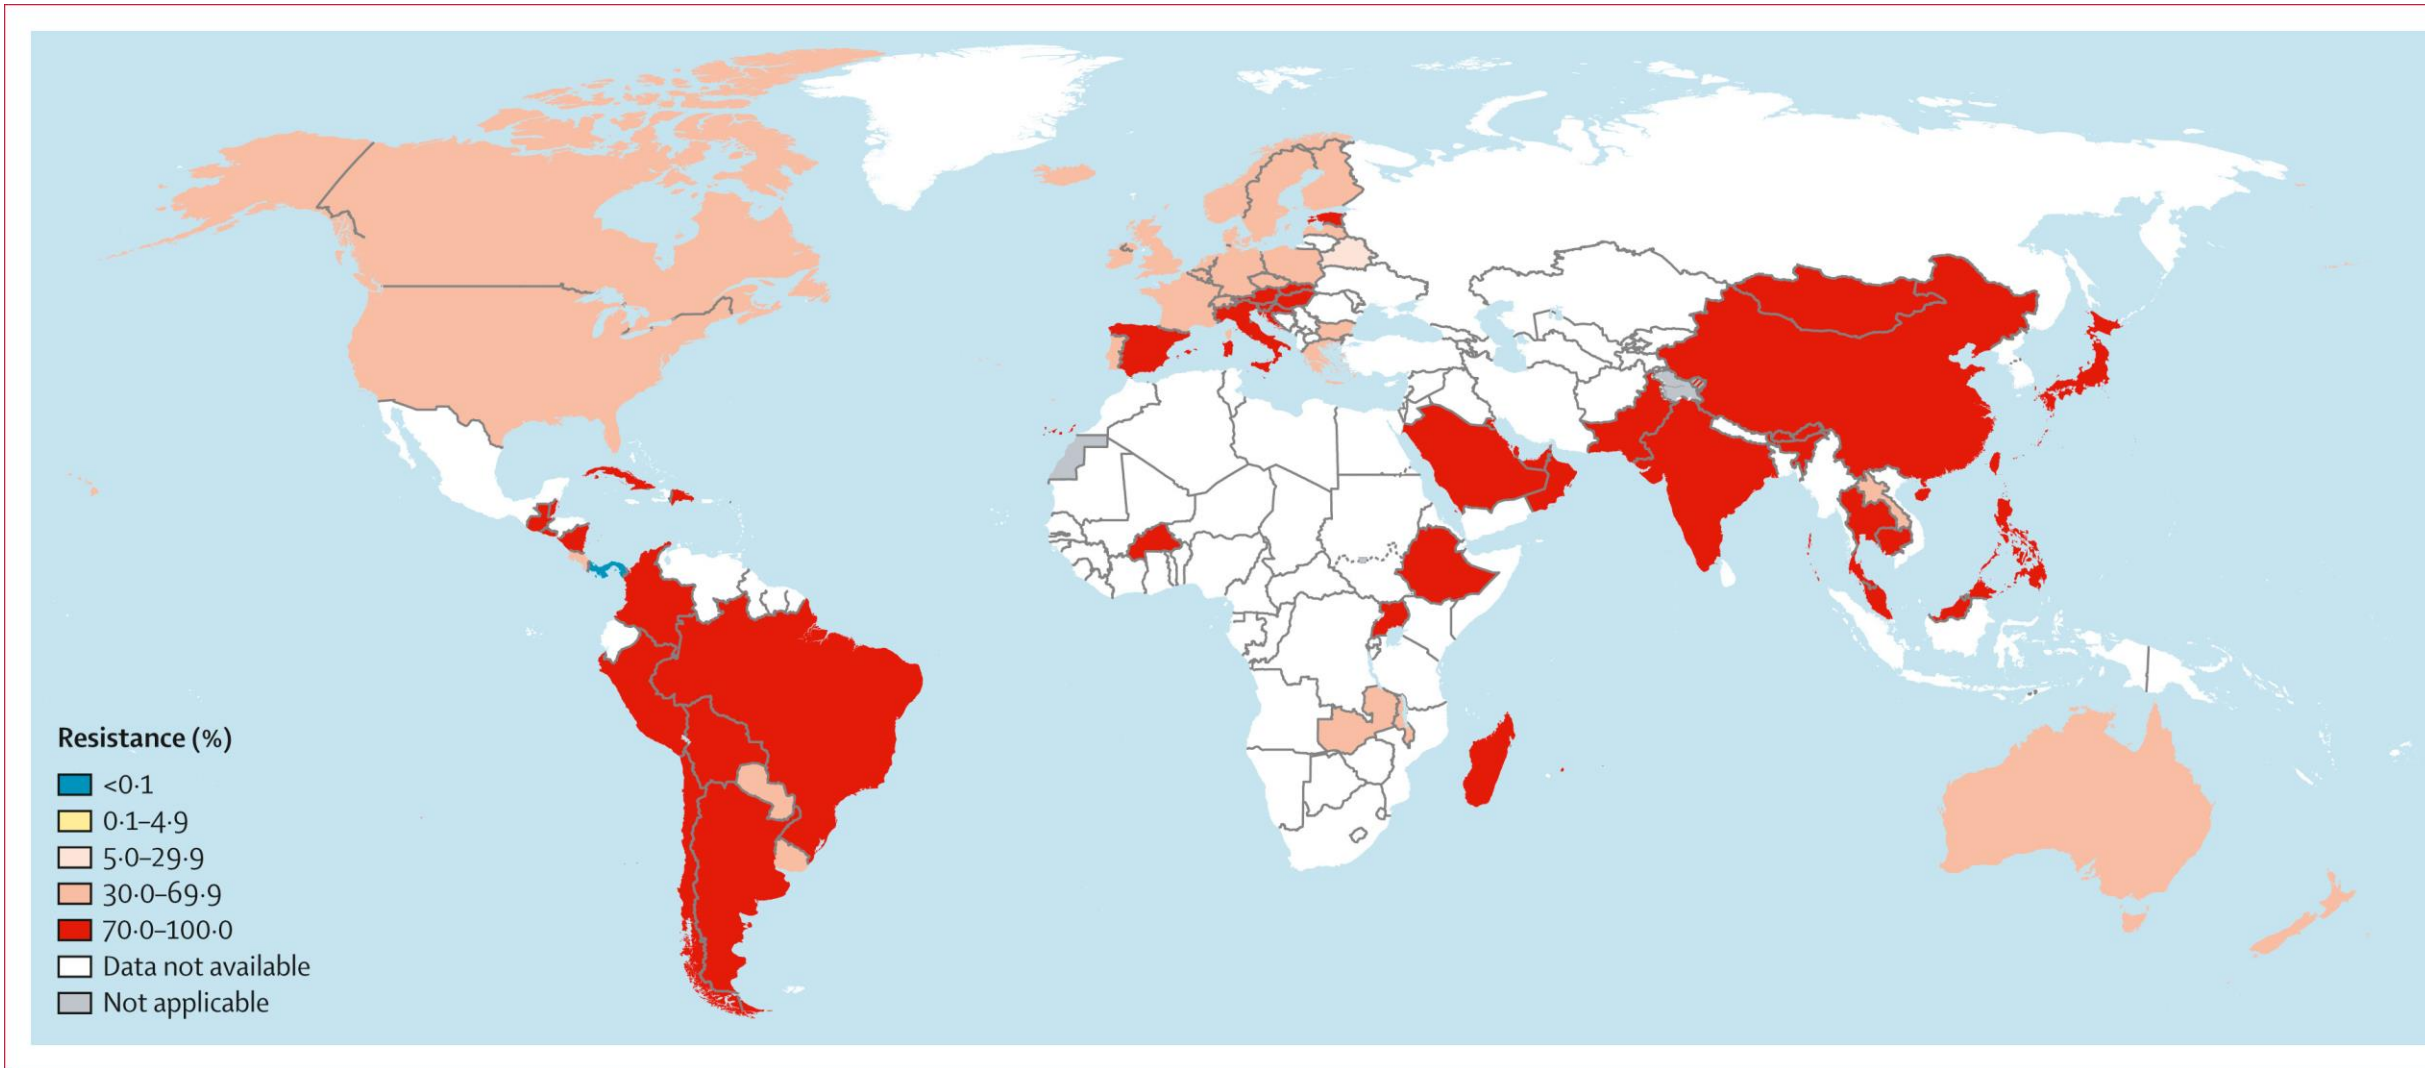 Resistance (%)
<0·1
0·1–4·9
5·0–29·9
30·0–69·9
70·0–100·0
Data not available
Not applicable